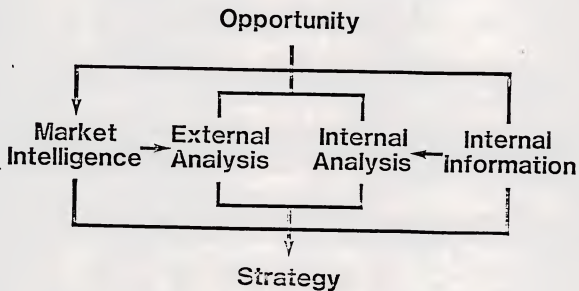 Opportunity
Market
Intelligence
External
Analysis
Internal
Analysis
Internal
Information
Strategy